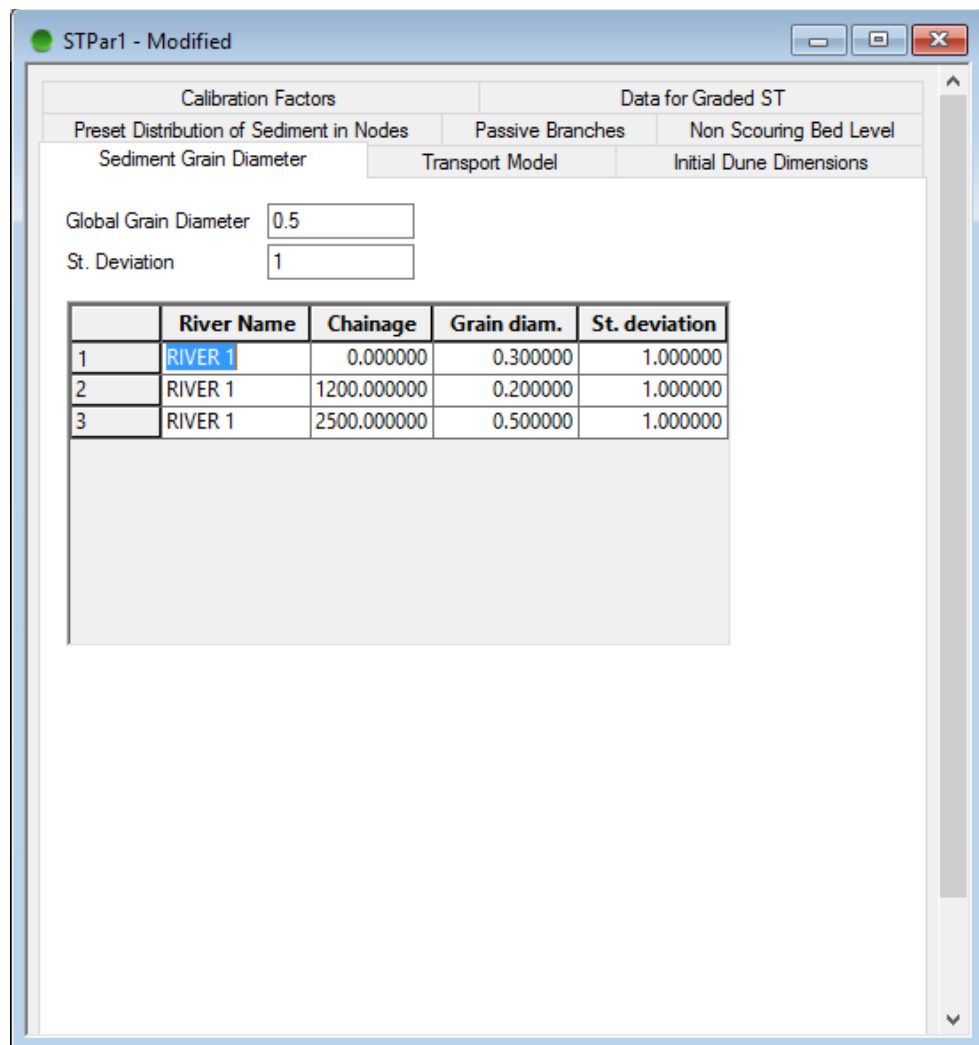 STPar1 - Modified
Calibration Factors Data for Graded ST
Preset Distribution of Sediment in Nodes Passive Branches Non Scouring Bed Level
Sediment Grain Diameter Transport Model Initial Dune Dimensions
Global Grain Diameter 0.5
St. Deviation 1
River Name Chainage Grain diam. St. deviation
1 RIVER 1 0.000000 0.300000 1.000000
2 RIVER 1 1200.000000 0.200000 1.000000
3 RIVER 1 2500.000000 0.500000 1.000000